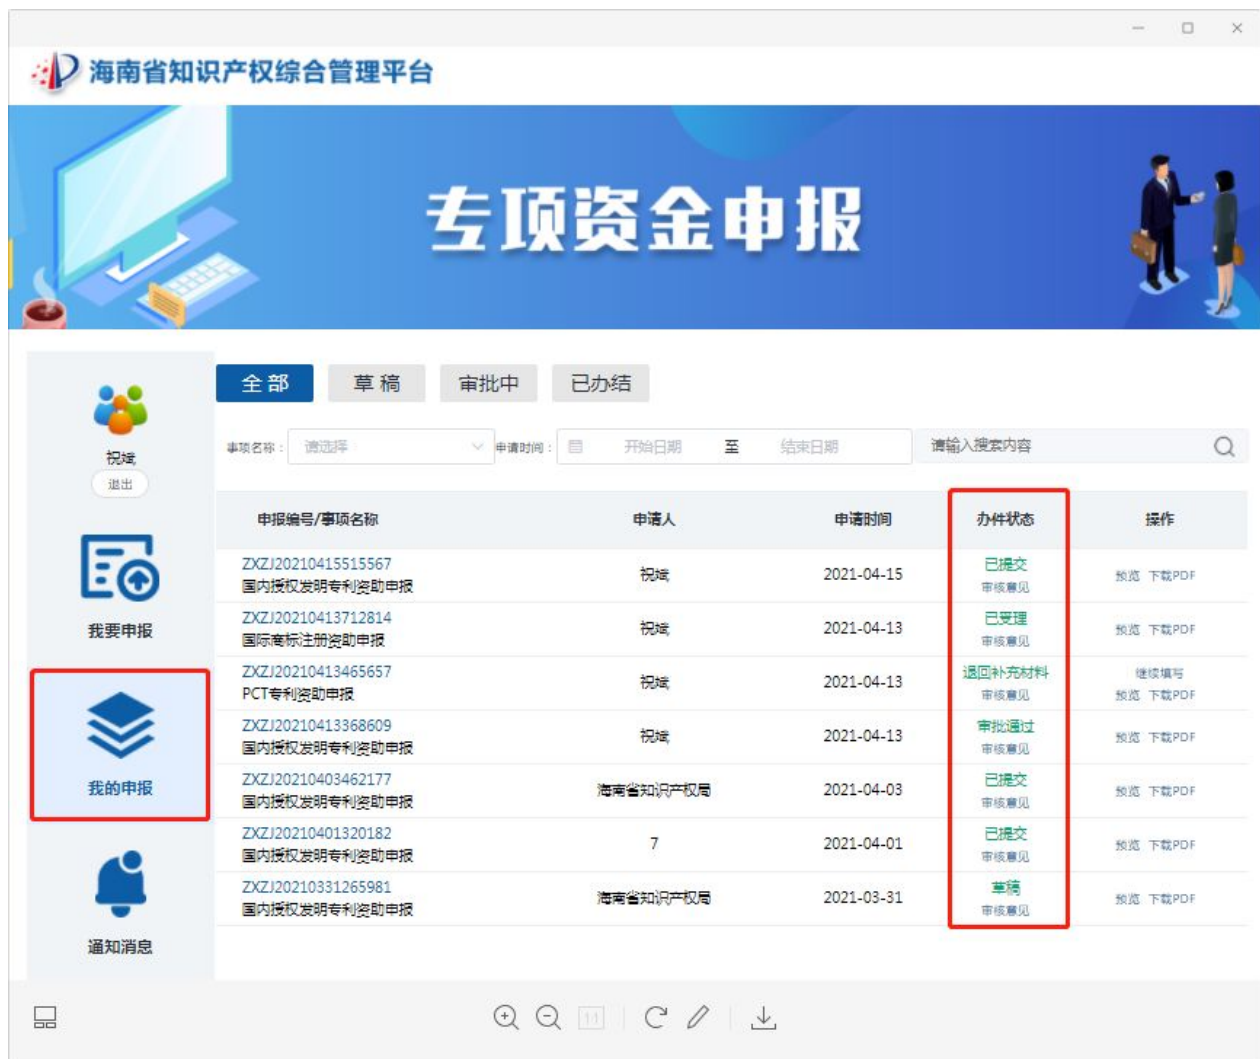 海南省知识产权综合管理平台
专项资金申报
祝斌
退出
我要申报
我的申报
通知消息
全部 草稿 审批中 已办结
事项名称： 请选择 申请时间： 开始日期 至 结束日期 请输入搜索内容
申报编号/事项名称 申请人 申请时间 办件状态 操作
ZXZJ20210415515567
国内授权发明专利资助申报 祝斌 2021-04-15 已提交 审核意见 预览 下载PDF
ZXZJ20210413712814
国际商标注册资助申报 祝斌 2021-04-13 已受理 审核意见 预览 下载PDF
ZXZJ20210413465657
PCT专利资助申报 祝斌 2021-04-13 退回补充材料 审核意见 继续填写 预览 下载PDF
ZXZJ20210413368609
国内授权发明专利资助申报 祝斌 2021-04-13 审批通过 审核意见 预览 下载PDF
ZXZJ20210403462177
国内授权发明专利资助申报 海南省知识产权局 2021-04-03 已提交 审核意见 预览 下载PDF
ZXZJ20210401320182
国内授权发明专利资助申报 7 2021-04-01 已提交 审核意见 预览 下载PDF
ZXZJ20210331265981
国内授权发明专利资助申报 海南省知识产权局 2021-03-31 草稿 审核意见 预览 下载PDF
1:1